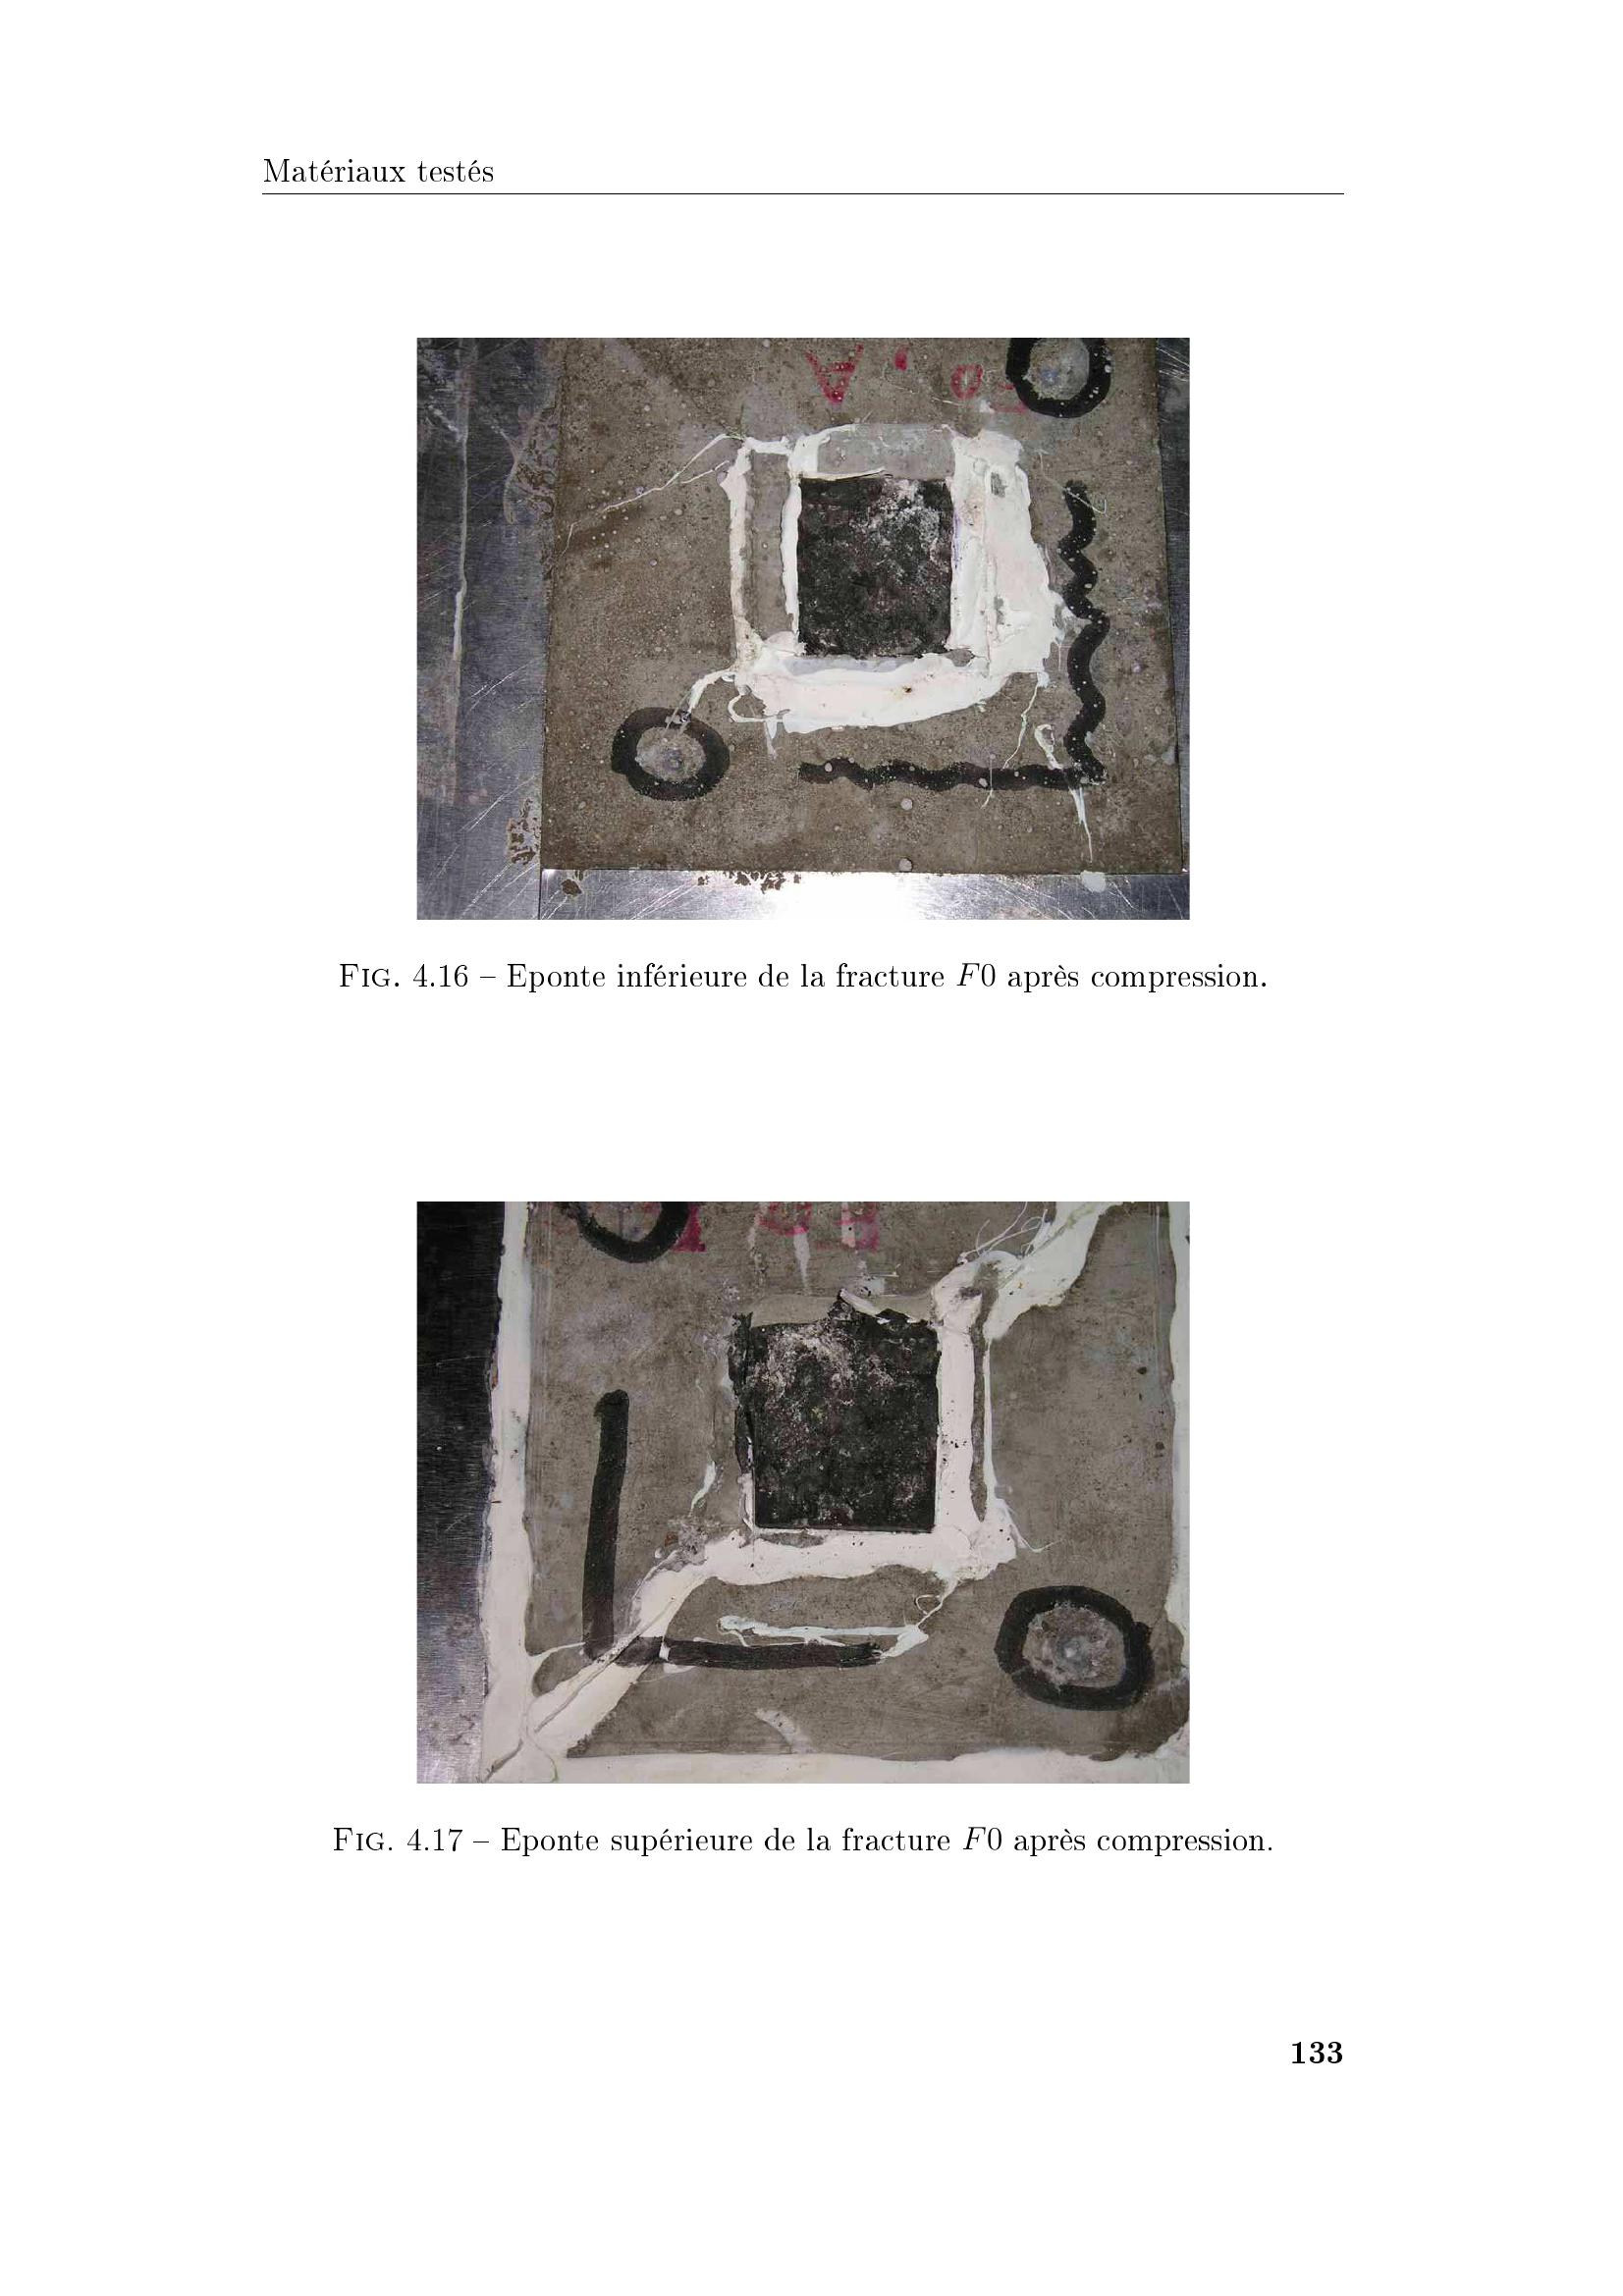 Matériaux testés
FIG. 4.16 – Eponte inférieure de la fracture F0 après compression.
FIG. 4.17 – Eponte supérieure de la fracture F0 après compression.
133